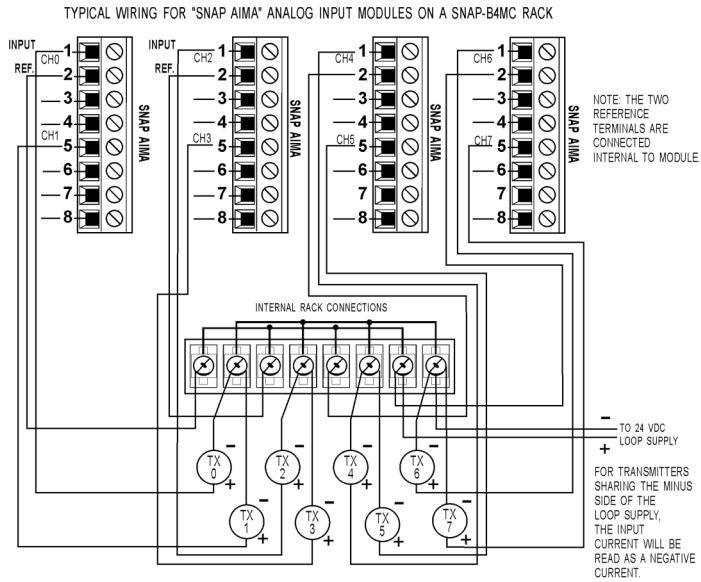 TYPICAL WIRING FOR "SNAP AIMA" ANALOG INPUT MODULES ON A SNAP-B4MC RACK
INPUT
REF.
CH0
CH1
1
2
3
4
5
6
7
8
SNAP AIMA
INPUT
REF.
CH2
CH3
1
2
3
4
5
6
7
8
SNAP AIMA
CH4
CH5
1
2
3
4
5
6
7
8
SNAP AIMA
CH6
CH7
1
2
3
4
5
6
7
8
SNAP AIMA
NOTE: THE TWO
REFERENCE
TERMINALS ARE
CONNECTED
INTERNAL TO MODULE.
INTERNAL RACK CONNECTIONS
−
TO 24 VDC
LOOP SUPPLY
+
−
TX
0
+
−
TX
2
+
−
TX
4
+
−
TX
6
+
−
TX
1
+
−
TX
3
+
−
TX
5
+
−
TX
7
+
FOR TRANSMITTERS
SHARING THE MINUS
SIDE OF THE
LOOP SUPPLY,
THE INPUT
CURRENT WILL BE
READ AS A NEGATIVE
CURRENT.